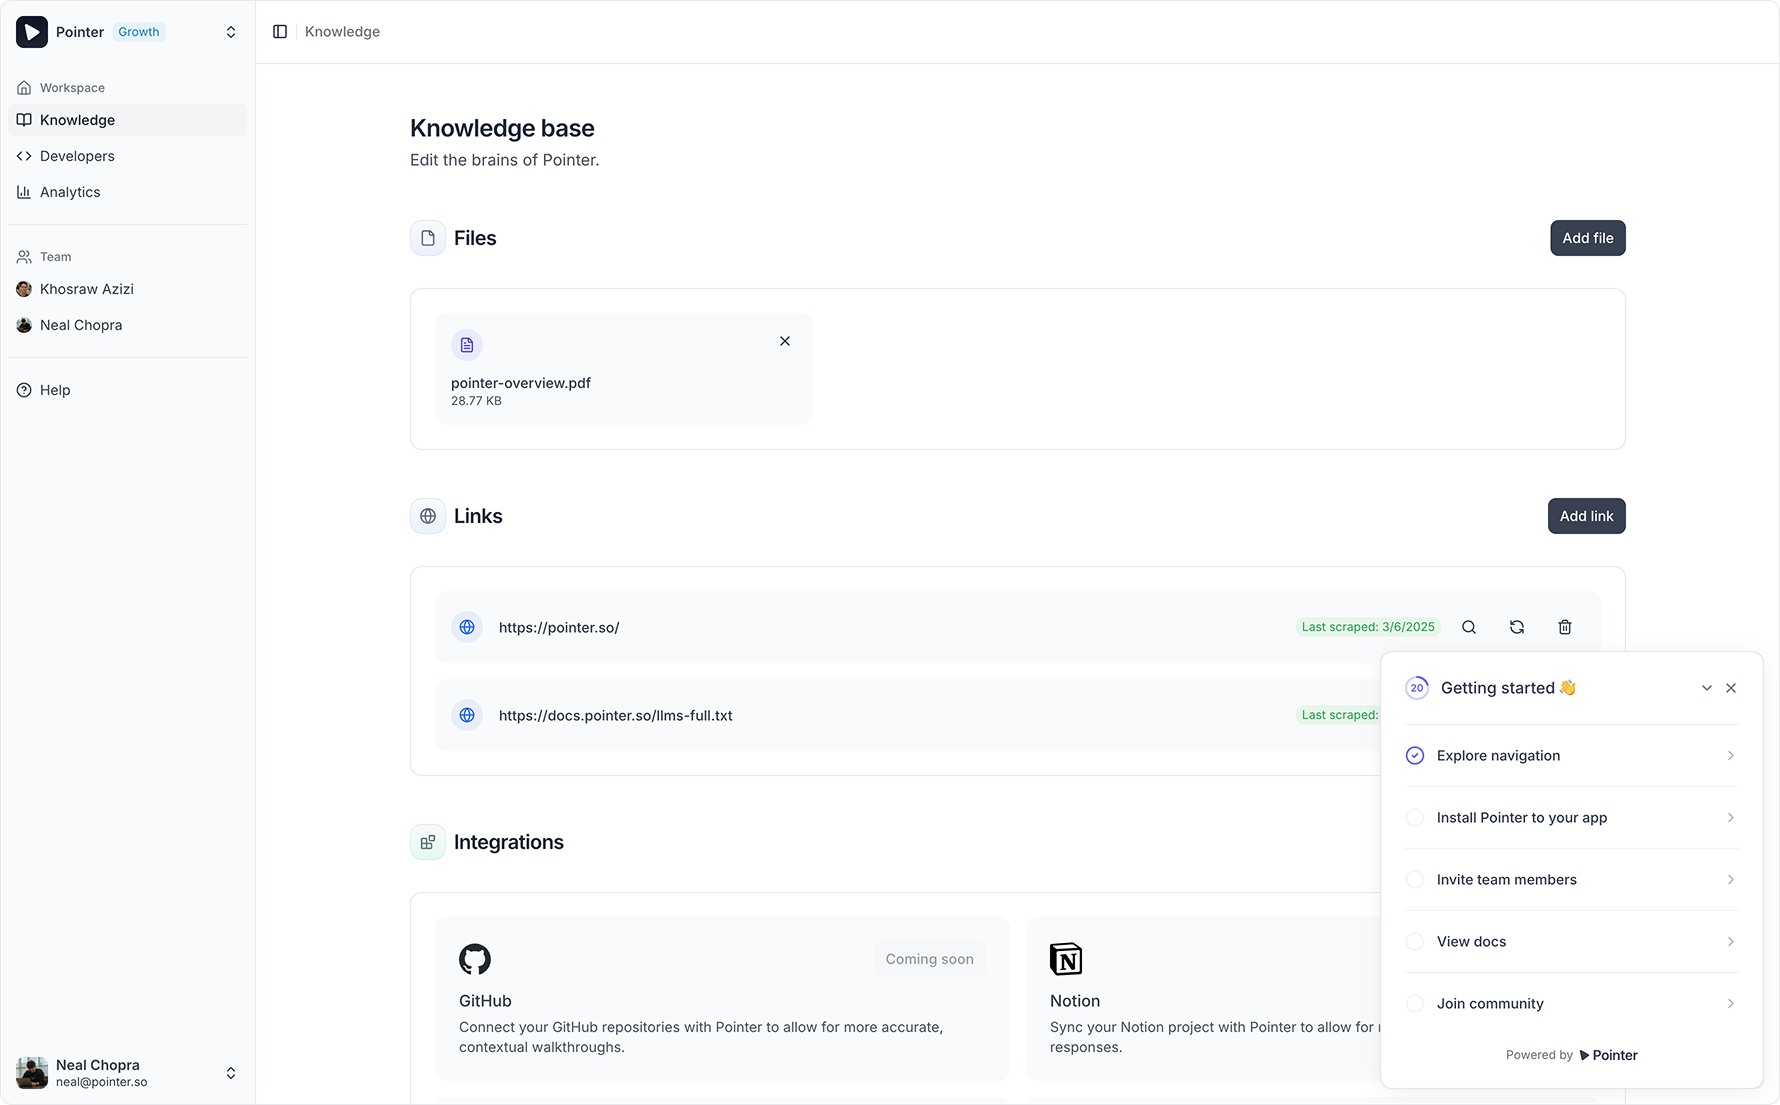 Pointer Growth
Workspace
Knowledge
Developers
Analytics
Team
Khosraw Azizi
Neal Chopra
Help
Neal Chopra
neal@pointer.so
Knowledge
Knowledge base
Edit the brains of Pointer.
Files
Add file
pointer-overview.pdf
28.77 KB
Links
Add link
https://pointer.so/
Last scraped: 3/6/2025
https://docs.pointer.so/llms-full.txt
Last scraped:
Integrations
Coming soon
GitHub
Connect your GitHub repositories with Pointer to allow for more accurate,
contextual walkthroughs.
Notion
Sync your Notion project with Pointer to allow for
responses.
20 Getting started 👋
Explore navigation
Install Pointer to your app
Invite team members
View docs
Join community
Powered by Pointer